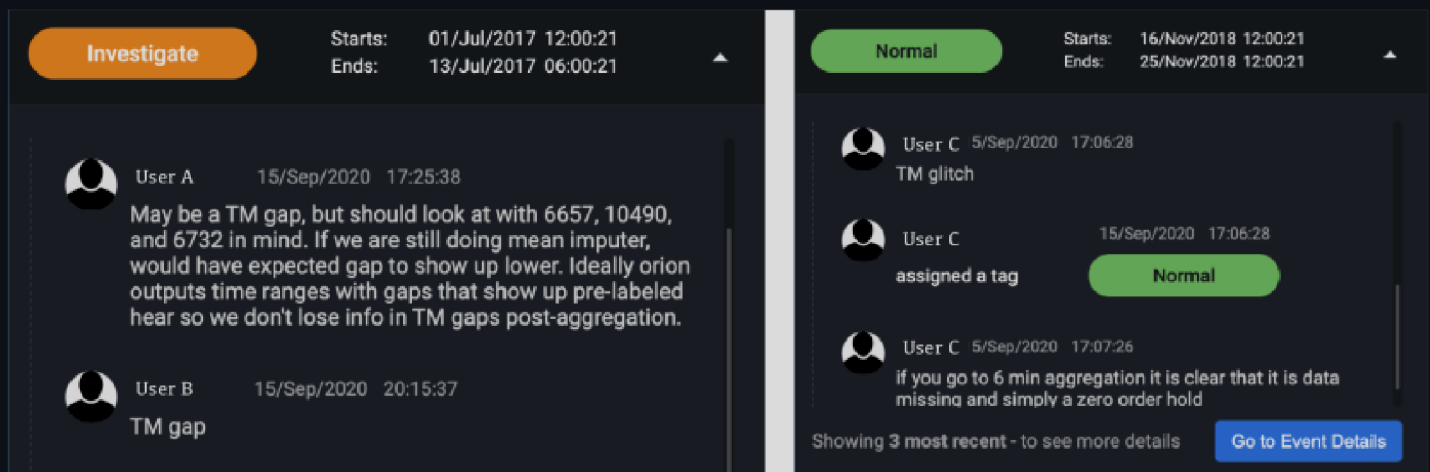 Investigate
Starts: 01/Jul/2017 12:00:21
Ends: 13/Jul/2017 06:00:21
User A 15/Sep/2020 17:25:38
May be a TM gap, but should look at with 6657, 10490,
and 6732 in mind. If we are still doing mean imputer,
would have expected gap to show up lower. Ideally orion
outputs time ranges with gaps that show up pre-labeled
hear so we don't lose info in TM gaps post-aggregation.
User B 15/Sep/2020 20:15:37
TM gap
Normal
Starts: 16/Nov/2018 12:00:21
Ends: 25/Nov/2018 12:00:21
User C 5/Sep/2020 17:06:28
TM glitch
User C 15/Sep/2020 17:06:28
assigned a tag Normal
User C 5/Sep/2020 17:07:26
if you go to 6 min aggregation it is clear that it is data
missing and simply a zero order hold
Showing 3 most recent - to see more details Go to Event Details